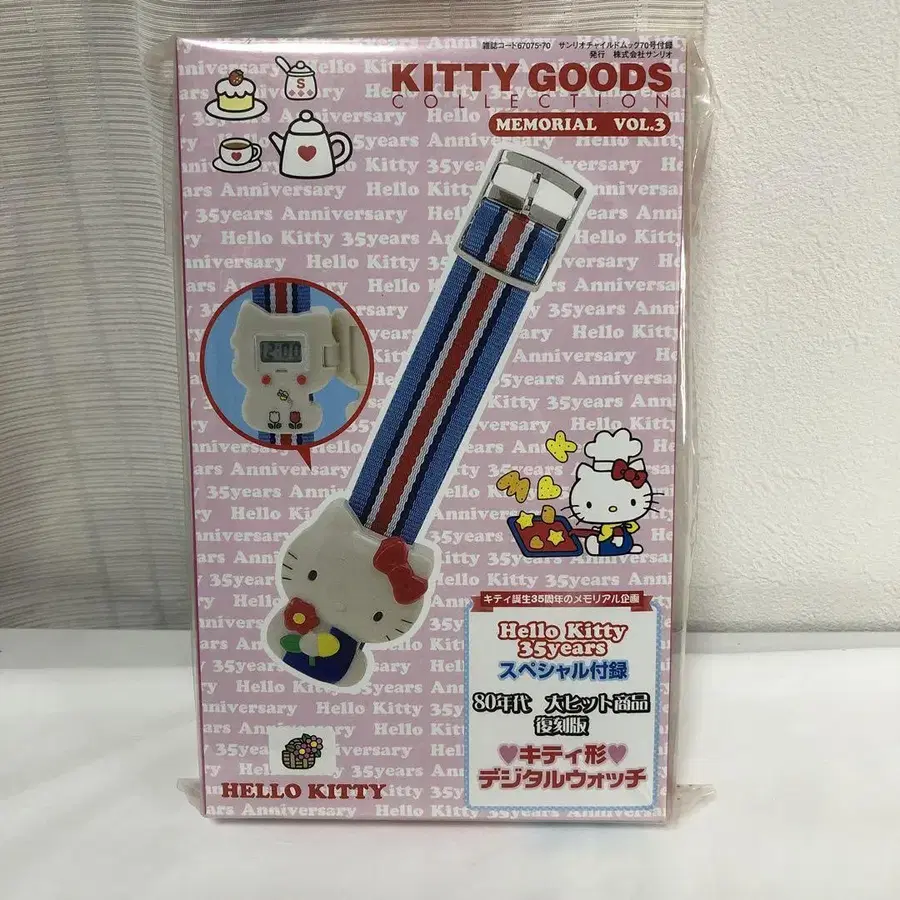 雑誌コード67075-70 サンリオチャイルドムック70号付録
発行 株式会社サンリオ
KITTY GOODS
COLLECTION
MEMORIAL VOL.3
S
Hello Kitty 35years Anniversary
12:00
キティ誕生35周年のメモリアル企画
Hello Kitty
35years
スペシャル付録
80年代 大ヒット商品
復刻版
♥キティ形♥
デジタルウォッチ
HELLO KITTY